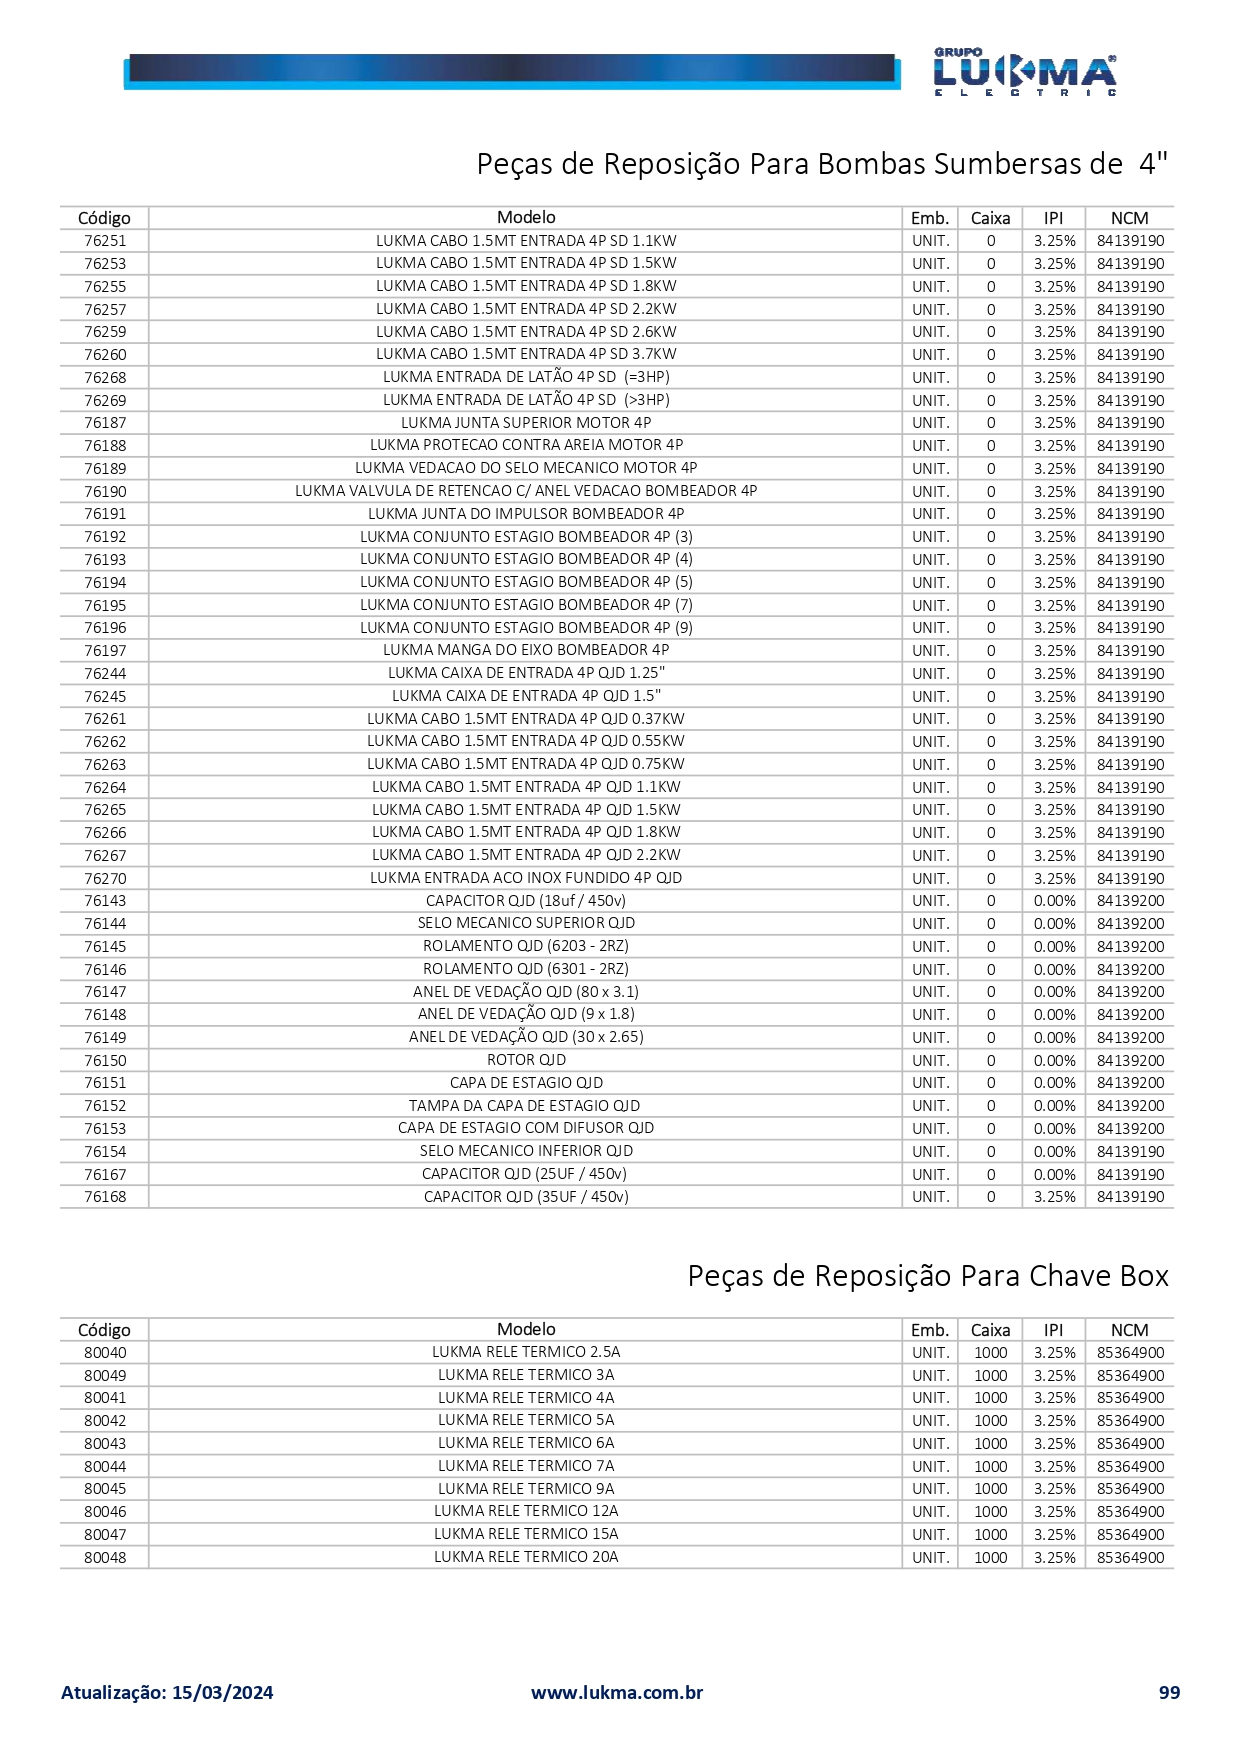 GRUPO
LUKMA®
ELECTRIC
Peças de Reposição Para Bombas Sumbersas de  4"
Código Modelo Emb. Caixa IPI NCM
76251 LUKMA CABO 1.5MT ENTRADA 4P SD 1.1KW UNIT. 0 3.25% 84139190
76253 LUKMA CABO 1.5MT ENTRADA 4P SD 1.5KW UNIT. 0 3.25% 84139190
76255 LUKMA CABO 1.5MT ENTRADA 4P SD 1.8KW UNIT. 0 3.25% 84139190
76257 LUKMA CABO 1.5MT ENTRADA 4P SD 2.2KW UNIT. 0 3.25% 84139190
76259 LUKMA CABO 1.5MT ENTRADA 4P SD 2.6KW UNIT. 0 3.25% 84139190
76260 LUKMA CABO 1.5MT ENTRADA 4P SD 3.7KW UNIT. 0 3.25% 84139190
76268 LUKMA ENTRADA DE LATÃO 4P SD  (=3HP) UNIT. 0 3.25% 84139190
76269 LUKMA ENTRADA DE LATÃO 4P SD  (>3HP) UNIT. 0 3.25% 84139190
76187 LUKMA JUNTA SUPERIOR MOTOR 4P UNIT. 0 3.25% 84139190
76188 LUKMA PROTECAO CONTRA AREIA MOTOR 4P UNIT. 0 3.25% 84139190
76189 LUKMA VEDACAO DO SELO MECANICO MOTOR 4P UNIT. 0 3.25% 84139190
76190 LUKMA VALVULA DE RETENCAO C/ ANEL VEDACAO BOMBEADOR 4P UNIT. 0 3.25% 84139190
76191 LUKMA JUNTA DO IMPULSOR BOMBEADOR 4P UNIT. 0 3.25% 84139190
76192 LUKMA CONJUNTO ESTAGIO BOMBEADOR 4P (3) UNIT. 0 3.25% 84139190
76193 LUKMA CONJUNTO ESTAGIO BOMBEADOR 4P (4) UNIT. 0 3.25% 84139190
76194 LUKMA CONJUNTO ESTAGIO BOMBEADOR 4P (5) UNIT. 0 3.25% 84139190
76195 LUKMA CONJUNTO ESTAGIO BOMBEADOR 4P (7) UNIT. 0 3.25% 84139190
76196 LUKMA CONJUNTO ESTAGIO BOMBEADOR 4P (9) UNIT. 0 3.25% 84139190
76197 LUKMA MANGA DO EIXO BOMBEADOR 4P UNIT. 0 3.25% 84139190
76244 LUKMA CAIXA DE ENTRADA 4P QJD 1.25" UNIT. 0 3.25% 84139190
76245 LUKMA CAIXA DE ENTRADA 4P QJD 1.5" UNIT. 0 3.25% 84139190
76261 LUKMA CABO 1.5MT ENTRADA 4P QJD 0.37KW UNIT. 0 3.25% 84139190
76262 LUKMA CABO 1.5MT ENTRADA 4P QJD 0.55KW UNIT. 0 3.25% 84139190
76263 LUKMA CABO 1.5MT ENTRADA 4P QJD 0.75KW UNIT. 0 3.25% 84139190
76264 LUKMA CABO 1.5MT ENTRADA 4P QJD 1.1KW UNIT. 0 3.25% 84139190
76265 LUKMA CABO 1.5MT ENTRADA 4P QJD 1.5KW UNIT. 0 3.25% 84139190
76266 LUKMA CABO 1.5MT ENTRADA 4P QJD 1.8KW UNIT. 0 3.25% 84139190
76267 LUKMA CABO 1.5MT ENTRADA 4P QJD 2.2KW UNIT. 0 3.25% 84139190
76270 LUKMA ENTRADA ACO INOX FUNDIDO 4P QJD UNIT. 0 3.25% 84139190
76143 CAPACITOR QJD (18uf / 450v) UNIT. 0 0.00% 84139200
76144 SELO MECANICO SUPERIOR QJD UNIT. 0 0.00% 84139200
76145 ROLAMENTO QJD (6203 - 2RZ) UNIT. 0 0.00% 84139200
76146 ROLAMENTO QJD (6301 - 2RZ) UNIT. 0 0.00% 84139200
76147 ANEL DE VEDAÇÃO QJD (80 x 3.1) UNIT. 0 0.00% 84139200
76148 ANEL DE VEDAÇÃO QJD (9 x 1.8) UNIT. 0 0.00% 84139200
76149 ANEL DE VEDAÇÃO QJD (30 x 2.65) UNIT. 0 0.00% 84139200
76150 ROTOR QJD UNIT. 0 0.00% 84139200
76151 CAPA DE ESTAGIO QJD UNIT. 0 0.00% 84139200
76152 TAMPA DA CAPA DE ESTAGIO QJD UNIT. 0 0.00% 84139200
76153 CAPA DE ESTAGIO COM DIFUSOR QJD UNIT. 0 0.00% 84139200
76154 SELO MECANICO INFERIOR QJD UNIT. 0 0.00% 84139190
76167 CAPACITOR QJD (25UF / 450v) UNIT. 0 0.00% 84139190
76168 CAPACITOR QJD (35UF / 450v) UNIT. 0 3.25% 84139190
Peças de Reposição Para Chave Box
Código Modelo Emb. Caixa IPI NCM
80040 LUKMA RELE TERMICO 2.5A UNIT. 1000 3.25% 85364900
80049 LUKMA RELE TERMICO 3A UNIT. 1000 3.25% 85364900
80041 LUKMA RELE TERMICO 4A UNIT. 1000 3.25% 85364900
80042 LUKMA RELE TERMICO 5A UNIT. 1000 3.25% 85364900
80043 LUKMA RELE TERMICO 6A UNIT. 1000 3.25% 85364900
80044 LUKMA RELE TERMICO 7A UNIT. 1000 3.25% 85364900
80045 LUKMA RELE TERMICO 9A UNIT. 1000 3.25% 85364900
80046 LUKMA RELE TERMICO 12A UNIT. 1000 3.25% 85364900
80047 LUKMA RELE TERMICO 15A UNIT. 1000 3.25% 85364900
80048 LUKMA RELE TERMICO 20A UNIT. 1000 3.25% 85364900
Atualização: 15/03/2024 www.lukma.com.br 99